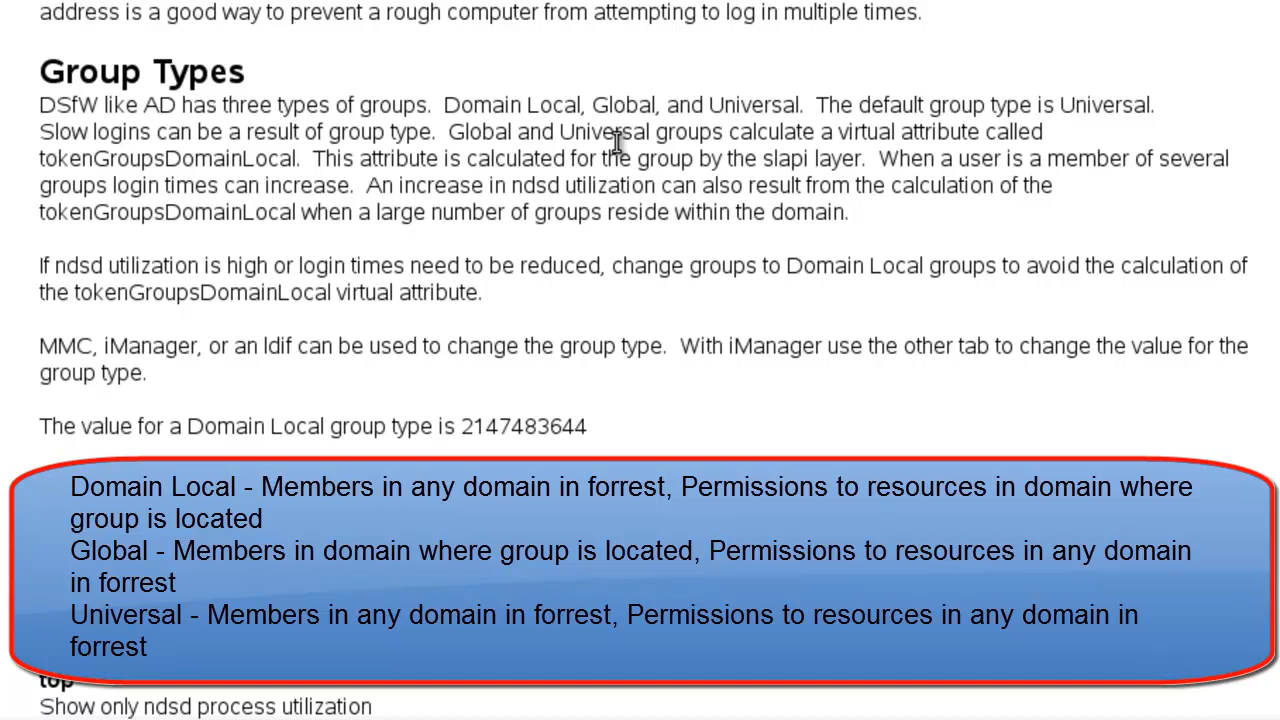 address is a good way to prevent a rough computer from attempting to log in multiple times.
Group Types
DSfW like AD has three types of groups.  Domain Local, Global, and Universal.  The default group type is Universal.
Slow logins can be a result of group type.  Global and Universal groups calculate a virtual attribute called
tokenGroupsDomainLocal.  This attribute is calculated for the group by the slapi layer.  When a user is a member of several
groups login times can increase.  An increase in ndsd utilization can also result from the calculation of the
tokenGroupsDomainLocal when a large number of groups reside within the domain.
If ndsd utilization is high or login times need to be reduced, change groups to Domain Local groups to avoid the calculation of
the tokenGroupsDomainLocal virtual attribute.
MMC, iManager, or an ldif can be used to change the group type.  With iManager use the other tab to change the value for the
group type.
The value for a Domain Local group type is 2147483644
Domain Local - Members in any domain in forrest, Permissions to resources in domain where
group is located
Global - Members in domain where group is located, Permissions to resources in any domain
in forrest
Universal - Members in any domain in forrest, Permissions to resources in any domain in
forrest
top
Show only ndsd process utilization